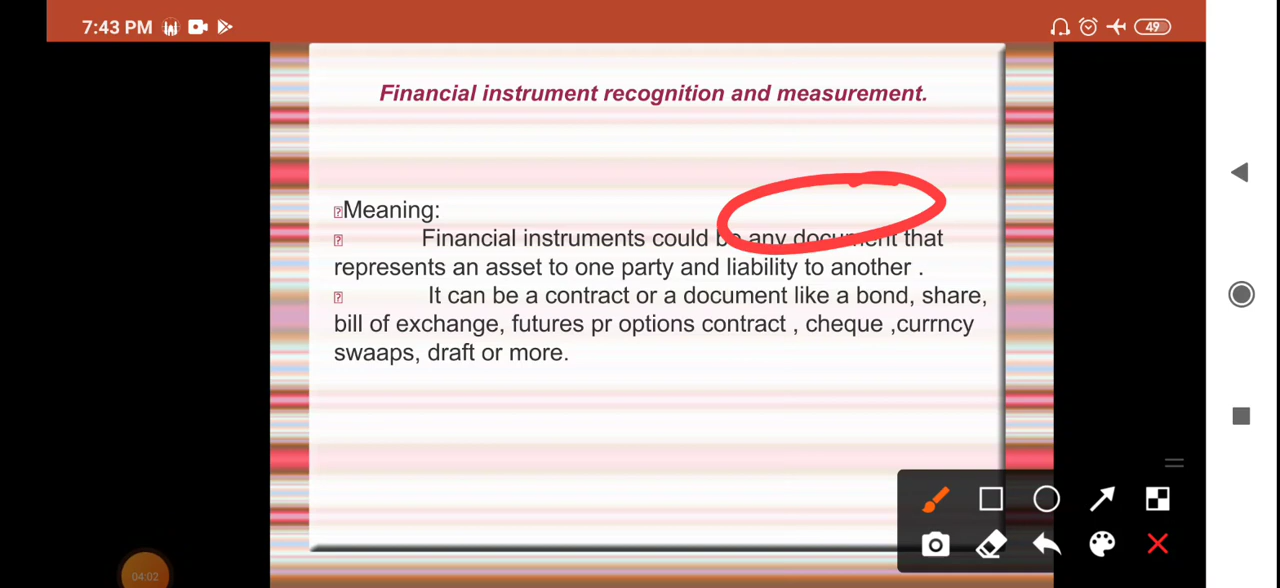 7:43 PM
49
Financial instrument recognition and measurement.
Meaning:
Financial instruments could be any document that
represents an asset to one party and liability to another .
It can be a contract or a document like a bond, share,
bill of exchange, futures pr options contract , cheque ,currncy
swaaps, draft or more.
04:02